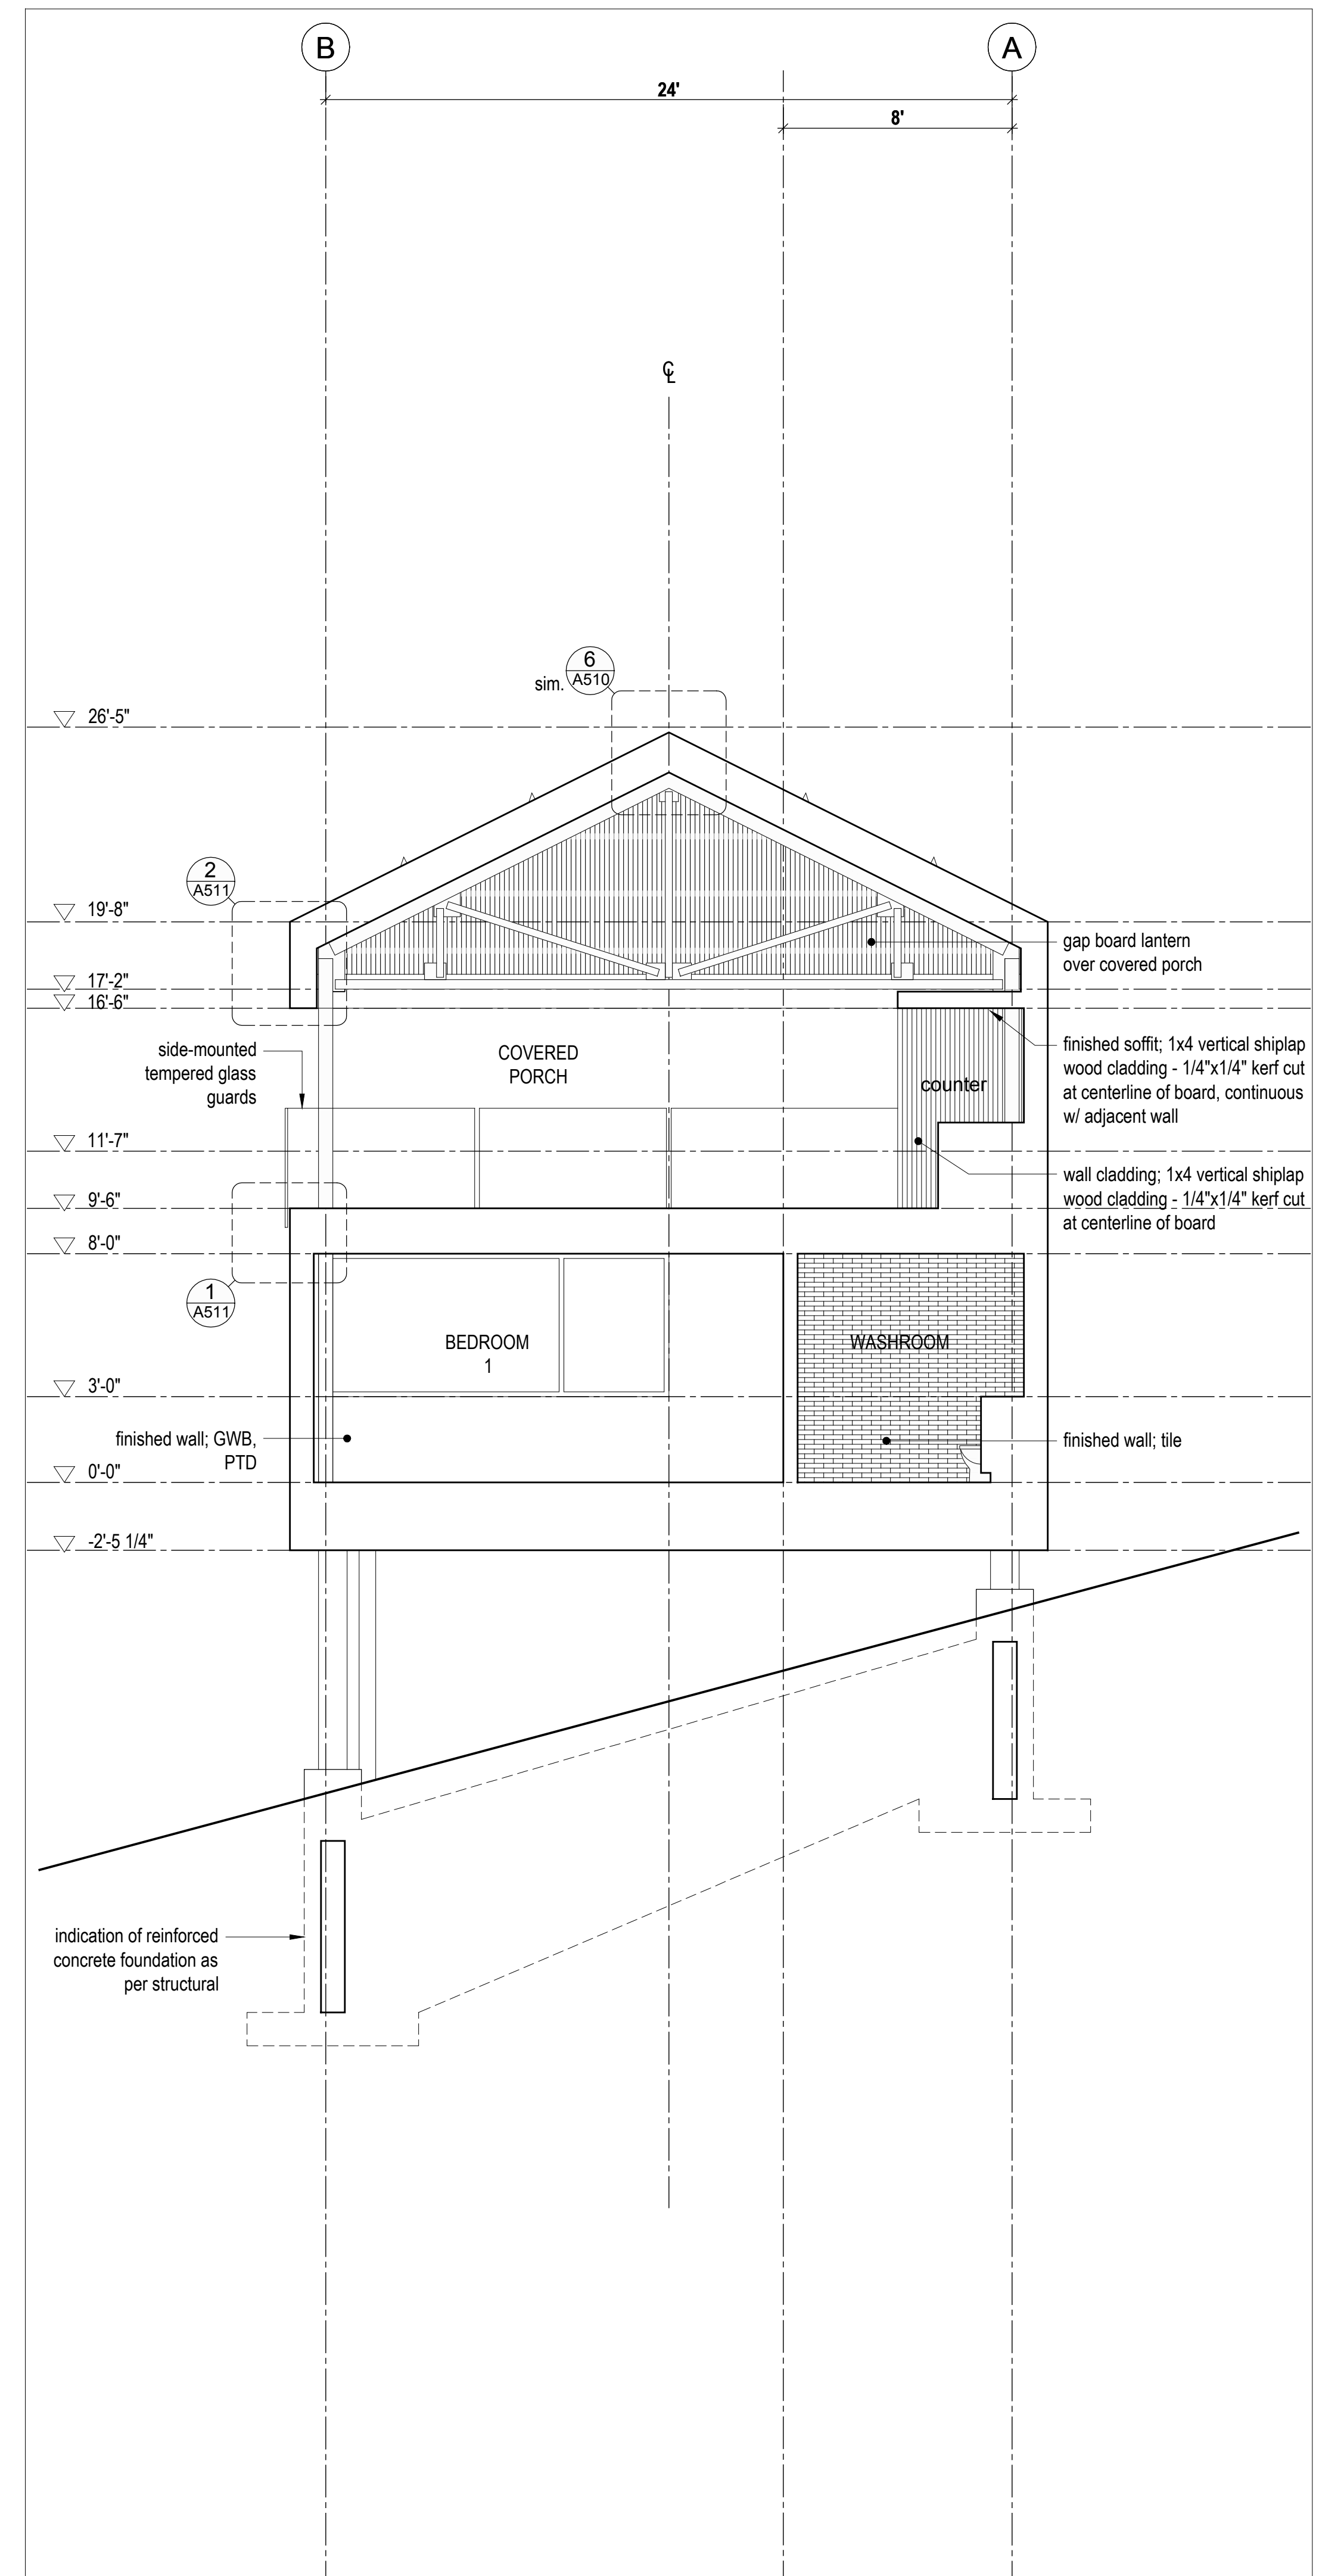 B
A
24'
8'
CL
6
A510
sim.
26'-5"
2
A511
19'-8"
gap board lantern
over covered porch
17'-2"
16'-6"
side-mounted
tempered glass
guards
COVERED
PORCH
counter
finished soffit; 1x4 vertical shiplap
wood cladding - 1/4"x1/4" kerf cut
at centerline of board, continuous
w/ adjacent wall
11'-7"
wall cladding; 1x4 vertical shiplap
wood cladding - 1/4"x1/4" kerf cut
at centerline of board
9'-6"
8'-0"
1
A511
BEDROOM
1
WASHROOM
3'-0"
finished wall; GWB,
PTD
finished wall; tile
0'-0"
-2'-5 1/4"
indication of reinforced
concrete foundation as
per structural